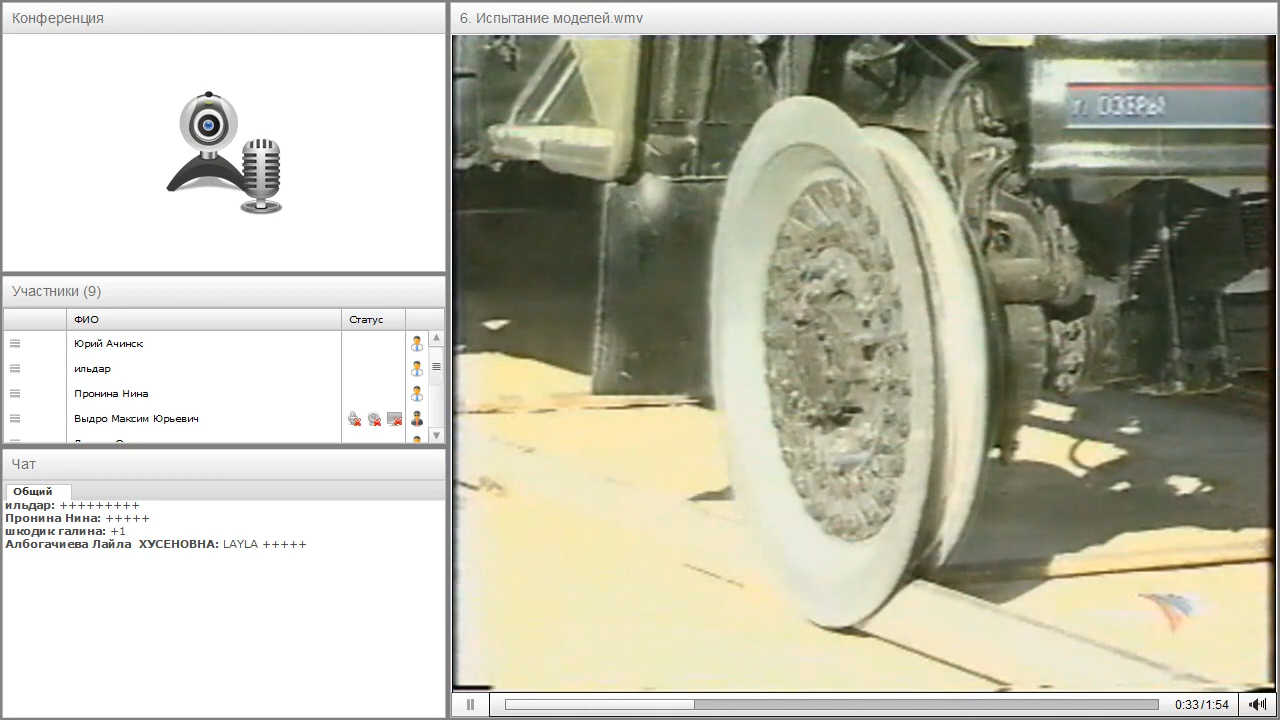 Конференция
6. Испытание моделей.wmv
г. ОЗЕРЫ
Участники (9)
ФИО Статус
Юрий Ачинск
ильдар
Пронина Нина
Выдро Максим Юрьевич
Чат
Общий
ильдар: +++++++++
Пронина Нина: +++++
шкодик галина: +1
Албогачиева Лайла ХУСЕНОВНА: LAYLA +++++
0:33/1:54